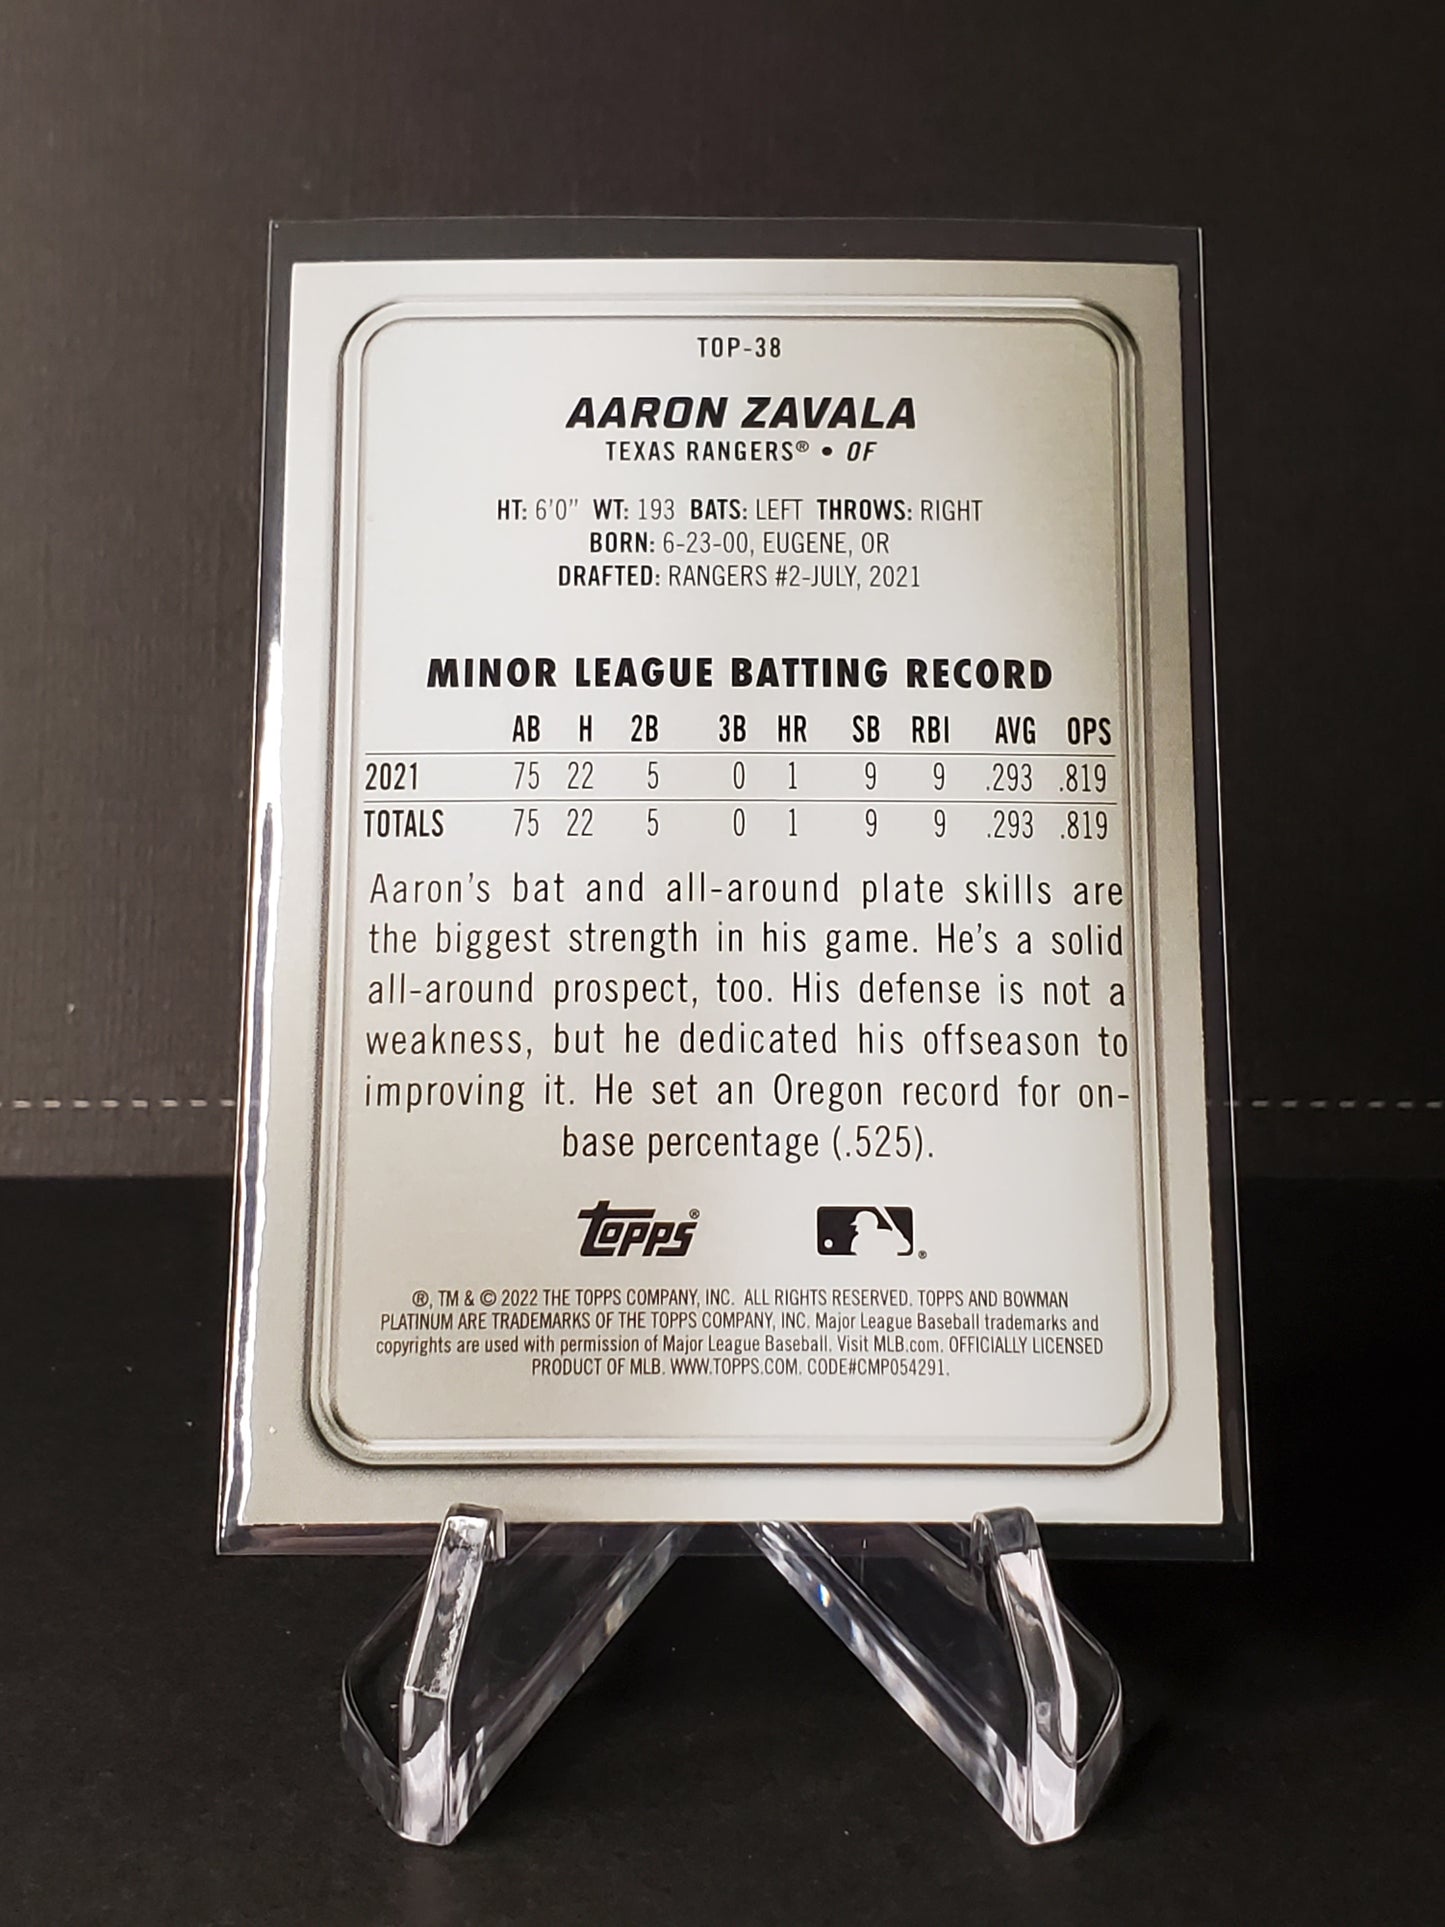 TOP-38
AARON ZAVALA
TEXAS RANGERS® • OF
HT: 6'0" WT: 193 BATS: LEFT THROWS: RIGHT
BORN: 6-23-00, EUGENE, OR
DRAFTED: RANGERS #2-JULY, 2021
MINOR LEAGUE BATTING RECORD
AB H 2B 3B HR SB RBI AVG OPS
2021 75 22 5 0 1 9 9 .293 .819
TOTALS 75 22 5 0 1 9 9 .293 .819
Aaron's bat and all-around plate skills are
the biggest strength in his game. He's a solid
all-around prospect, too. His defense is not a
weakness, but he dedicated his offseason to
improving it. He set an Oregon record for on-
base percentage (.525).
Topps®
®
®, TM & © 2022 THE TOPPS COMPANY, INC. ALL RIGHTS RESERVED. TOPPS AND BOWMAN
PLATINUM ARE TRADEMARKS OF THE TOPPS COMPANY, INC. Major League Baseball trademarks and
copyrights are used with permission of Major League Baseball. Visit MLB.com. OFFICIALLY LICENSED
PRODUCT OF MLB. WWW.TOPPS.COM. CODE#CMP054291.